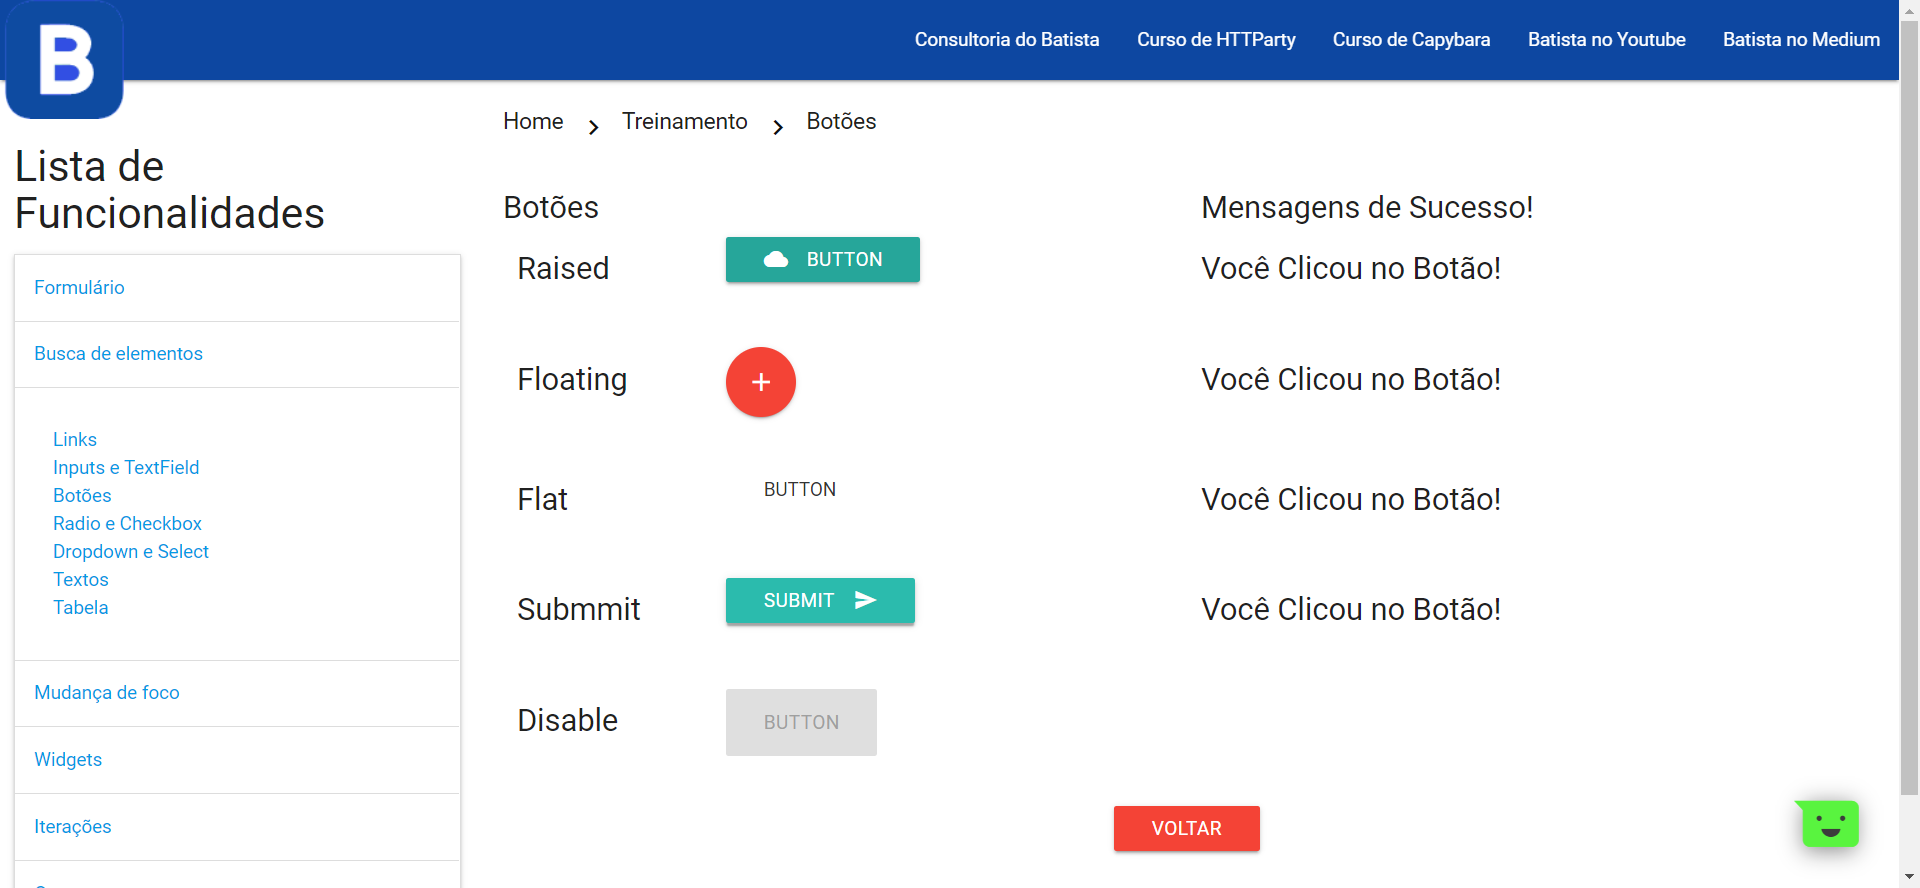 B
Consultoria do Batista
Curso de HTTParty
Curso de Capybara
Batista no Youtube
Batista no Medium
Home
Treinamento
Botões
Lista de
Funcionalidades
Formulário
Busca de elementos
Links
Inputs e TextField
Botões
Radio e Checkbox
Dropdown e Select
Textos
Tabela
Mudança de foco
Widgets
Iterações
Botões
Mensagens de Sucesso!
Raised
BUTTON
Você Clicou no Botão!
Floating
Você Clicou no Botão!
Flat
BUTTON
Você Clicou no Botão!
Submmit
SUBMIT
Você Clicou no Botão!
Disable
BUTTON
VOLTAR